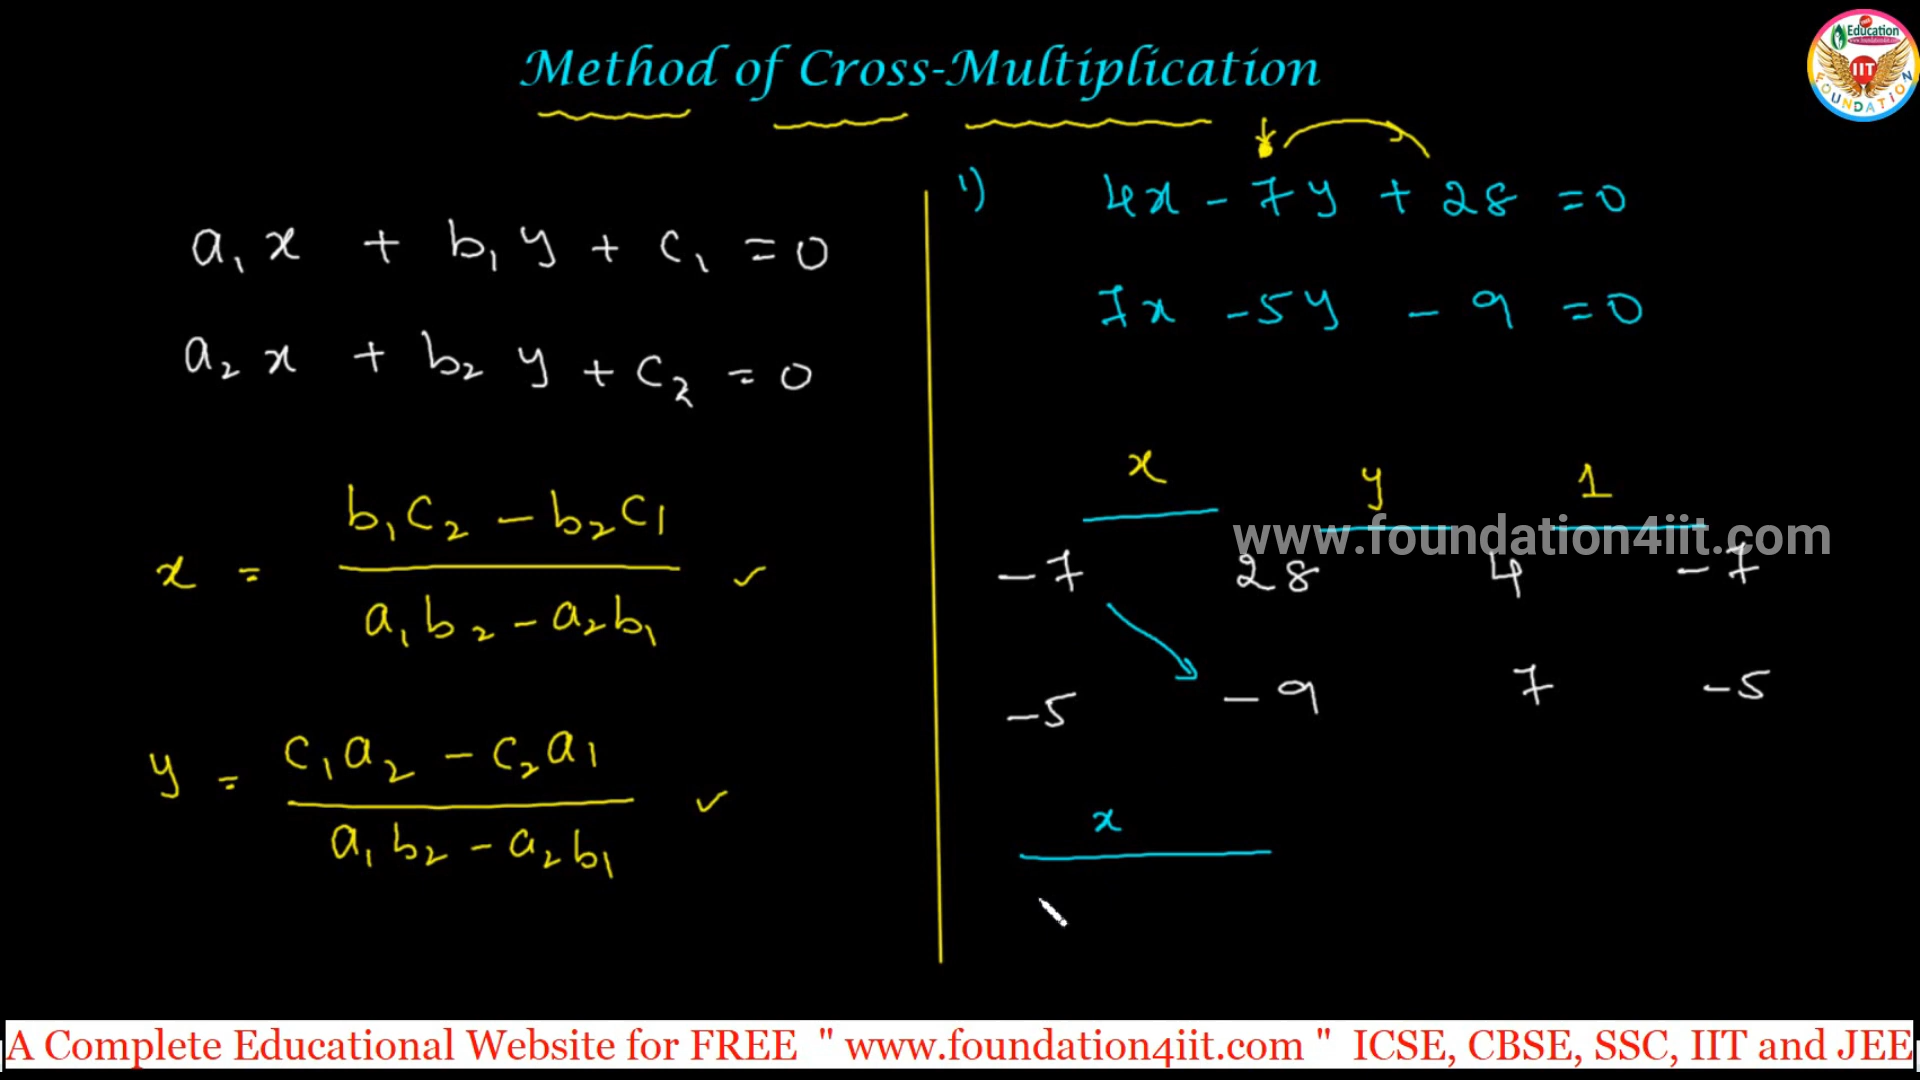 Method of Cross-Multiplication
Education
IIT
FOUNDATION
a₁x + b₁y + c₁ = 0
a₂x + b₂y + c₂ = 0
x = b₁c₂ - b₂c₁
a₁b₂ - a₂b₁ ✓
y = c₁a₂ - c₂a₁
a₁b₂ - a₂b₁ ✓
1) 4x - 7y + 28 = 0
7x - 5y - 9 = 0
x y 1
www.foundation4iit.com
-7 28 4 -7
-5 -9 7 -5
x
A Complete Educational Website for FREE " www.foundation4iit.com " ICSE, CBSE, SSC, IIT and JEE